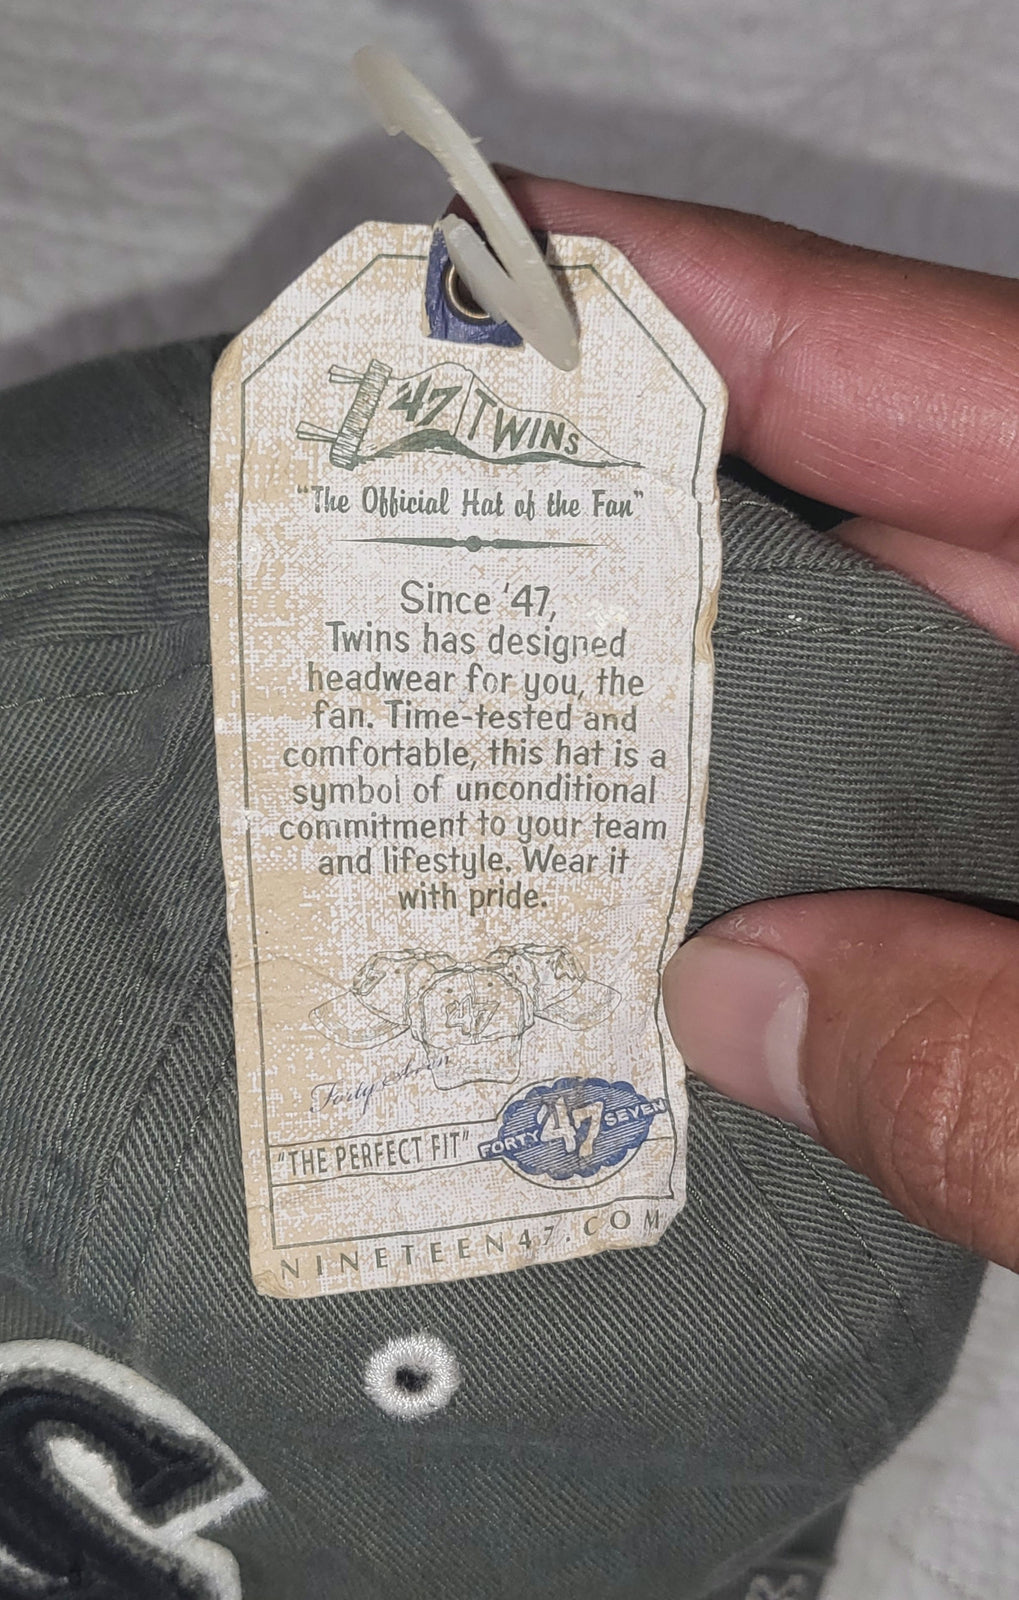 '47 TWINS
"The Official Hat of the Fan"
Since '47,
Twins has designed
headwear for you, the
fan. Time-tested and
comfortable, this hat is a
symbol of unconditional
commitment to your team
and lifestyle. Wear it
with pride.
47
Forty seven
"THE PERFECT FIT"
FORTY 47 SEVEN
NINETEEN47.COM